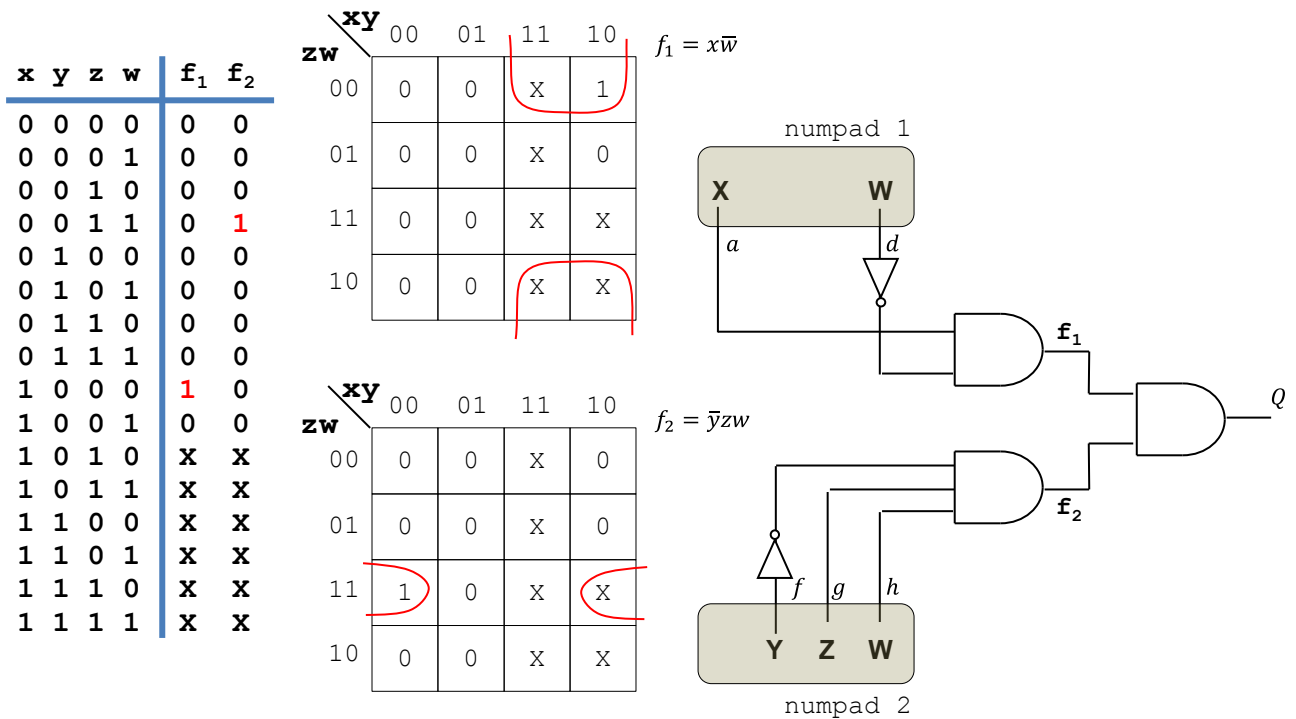 x y z w f₁ f₂
0 0 0 0 0 0
0 0 0 1 0 0
0 0 1 0 0 0
0 0 1 1 0 1
0 1 0 0 0 0
0 1 0 1 0 0
0 1 1 0 0 0
0 1 1 1 0 0
1 0 0 0 1 0
1 0 0 1 0 0
1 0 1 0 X X
1 0 1 1 X X
1 1 0 0 X X
1 1 0 1 X X
1 1 1 0 X X
1 1 1 1 X X
xy
zw
00 01 11 10
00 0 0 X 1
01 0 0 X 0
11 0 0 X X
10 0 0 X X
f₁ = xw̅
xy
zw
00 01 11 10
00 0 0 X 0
01 0 0 X 0
11 1 0 X X
10 0 0 X X
f₂ = y̅zw
numpad 1
X W
a d
f₁
Q
f₂
f g h
Y Z W
numpad 2